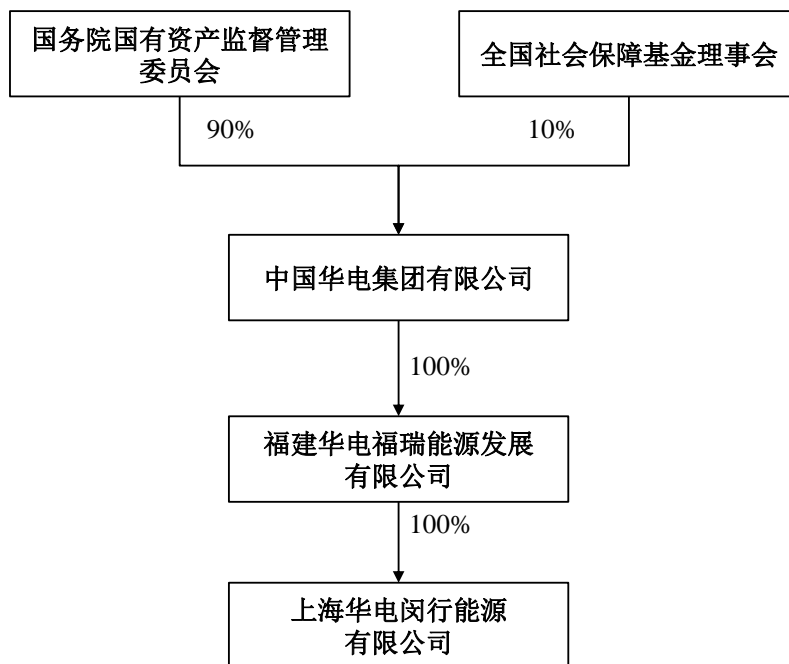 国务院国有资产监督管理
委员会
全国社会保障基金理事会
90%
10%
中国华电集团有限公司
100%
福建华电福瑞能源发展
有限公司
100%
上海华电闵行能源
有限公司